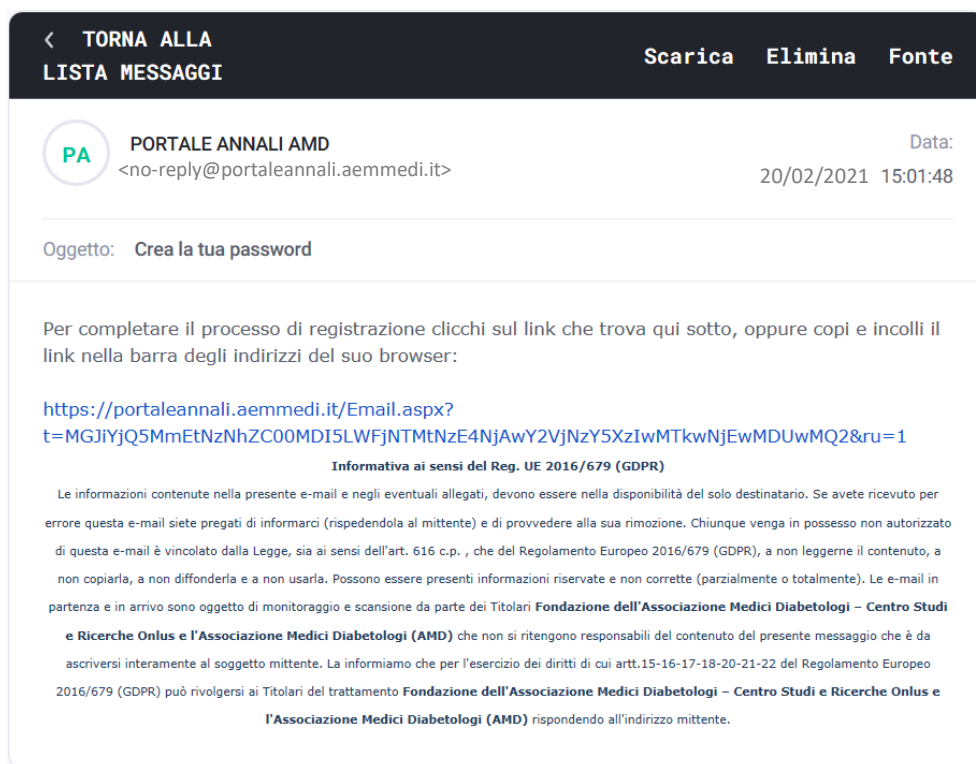 ‹ TORNA ALLA
LISTA MESSAGGI
Scarica Elimina Fonte
PA
PORTALE ANNALI AMD
<no-reply@portaleannali.aemmedi.it>
Data:
20/02/2021 15:01:48
Oggetto: Crea la tua password
Per completare il processo di registrazione clicchi sul link che trova qui sotto, oppure copi e incolli il
link nella barra degli indirizzi del suo browser:
https://portaleannali.aemmedi.it/Email.aspx?
t=MGJiYjQ5MmEtNzNhZC00MDI5LWFjNTMtNzE4NjAwY2VjNzY5XzIwMTkwNjEwMDUwMQ2&ru=1
Informativa ai sensi del Reg. UE 2016/679 (GDPR)
Le informazioni contenute nella presente e-mail e negli eventuali allegati, devono essere nella disponibilità del solo destinatario. Se avete ricevuto per
errore questa e-mail siete pregati di informarci (rispedendola al mittente) e di provvedere alla sua rimozione. Chiunque venga in possesso non autorizzato
di questa e-mail è vincolato dalla Legge, sia ai sensi dell'art. 616 c.p. , che del Regolamento Europeo 2016/679 (GDPR), a non leggerne il contenuto, a
non copiarla, a non diffonderla e a non usarla. Possono essere presenti informazioni riservate e non corrette (parzialmente o totalmente). Le e-mail in
partenza e in arrivo sono oggetto di monitoraggio e scansione da parte dei Titolari Fondazione dell'Associazione Medici Diabetologi – Centro Studi
e Ricerche Onlus e l'Associazione Medici Diabetologi (AMD) che non si ritengono responsabili del contenuto del presente messaggio che è da
ascriversi interamente al soggetto mittente. La informiamo che per l'esercizio dei diritti di cui artt.15-16-17-18-20-21-22 del Regolamento Europeo
2016/679 (GDPR) può rivolgersi ai Titolari del trattamento Fondazione dell'Associazione Medici Diabetologi – Centro Studi e Ricerche Onlus e
l'Associazione Medici Diabetologi (AMD) rispondendo all'indirizzo mittente.